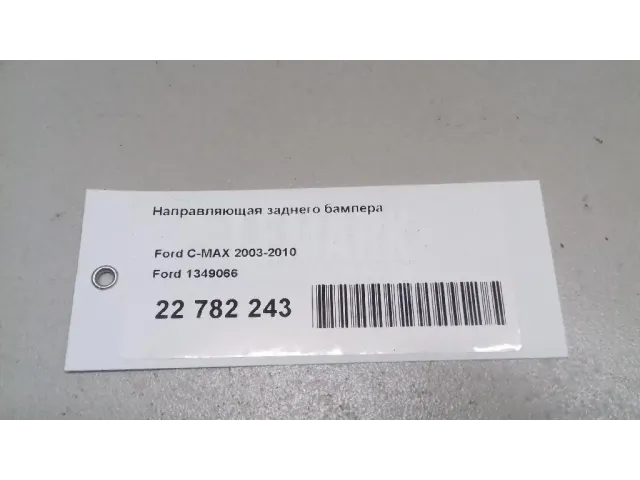 Направляющая заднего бампера
Ford C-MAX 2003-2010
Ford 1349066
22 782 243